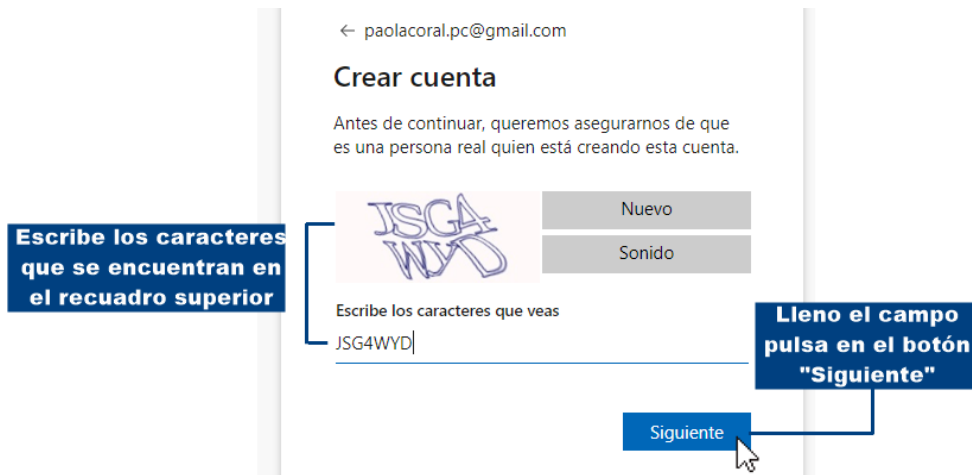 ← paolacoral.pc@gmail.com
Crear cuenta
Antes de continuar, queremos asegurarnos de que
es una persona real quien está creando esta cuenta.
JSG4
WYD
Nuevo
Sonido
Escribe los caracteres
que se encuentran en
el recuadro superior
Escribe los caracteres que veas
JSG4WYD
Lleno el campo
pulsa en el botón
"Siguiente"
Siguiente